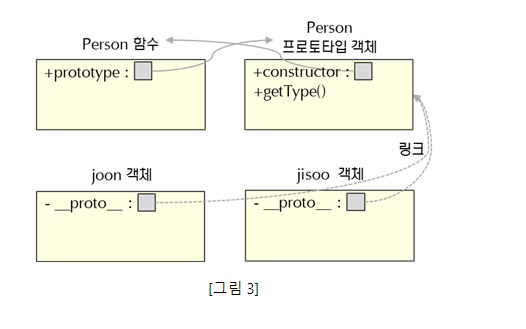 Person 함수
Person
프로토타입 객체
+prototype :
+constructor :
+getType()
링크
joon 객체
jisoo 객체
- __proto__ :
- __proto__ :
[그림 3]